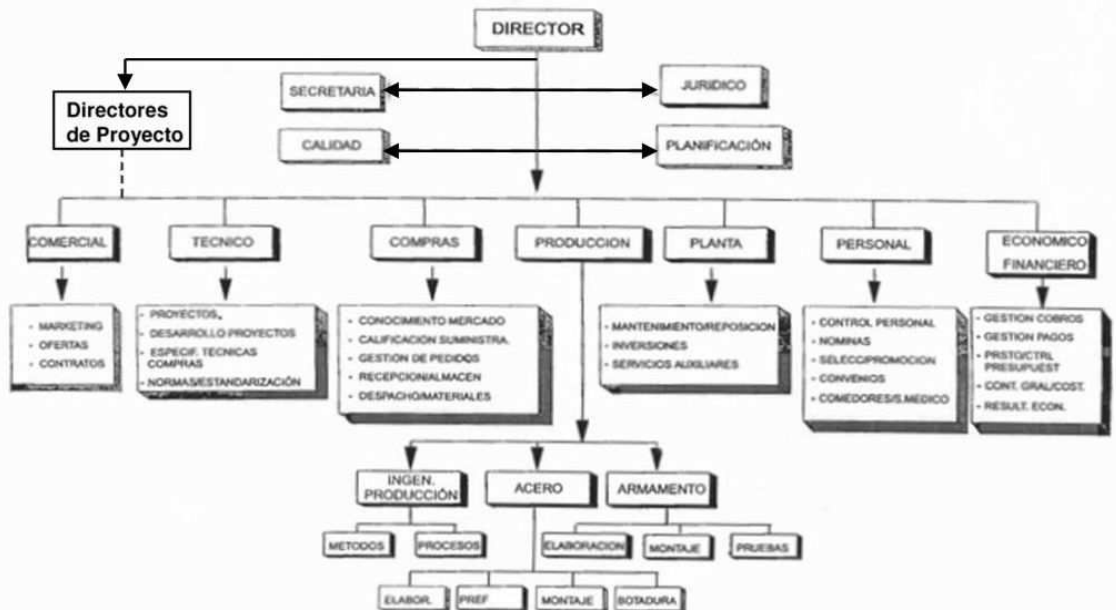 DIRECTOR
Directores
de Proyecto
SECRETARIA
JURIDICO
CALIDAD
PLANIFICACIÓN
COMERCIAL
TECNICO
COMPRAS
PRODUCCION
PLANTA
PERSONAL
ECONOMICO
FINANCIERO
- MARKETING
- OFERTAS
- CONTRATOS
- PROYECTOS,
- DESARROLLO PROYECTOS
- ESPECIF. TECNICAS
COMPRAS
- NORMAS/ESTANDARIZACIÓN
- CONOCIMIENTO MERCADO
- CALIFICACIÓN SUMINISTRA.
- GESTION DE PEDIDOS
- RECEPCION/ALMACEN
- DESPACHO/MATERIALES
- MANTENIMIENTO/REPOSICION
- INVERSIONES
- SERVICIOS AUXILIARES
- CONTROL PERSONAL
- NOMINAS
- SELECC/PROMOCION
- CONVENIOS
- COMEDORES/S.MEDICO
- GESTION COBROS
- GESTION PAGOS
- PRSTO/CTRL
PRESUPUEST
- CONT. GRAL/COST.
- RESULT. ECON.
INGEN.
PRODUCCIÓN
ACERO
ARMAMENTO
METODOS
PROCESOS
ELABORACION
MONTAJE
PRUEBAS
ELABOR.
PREF
MONTAJE
BOTADURA